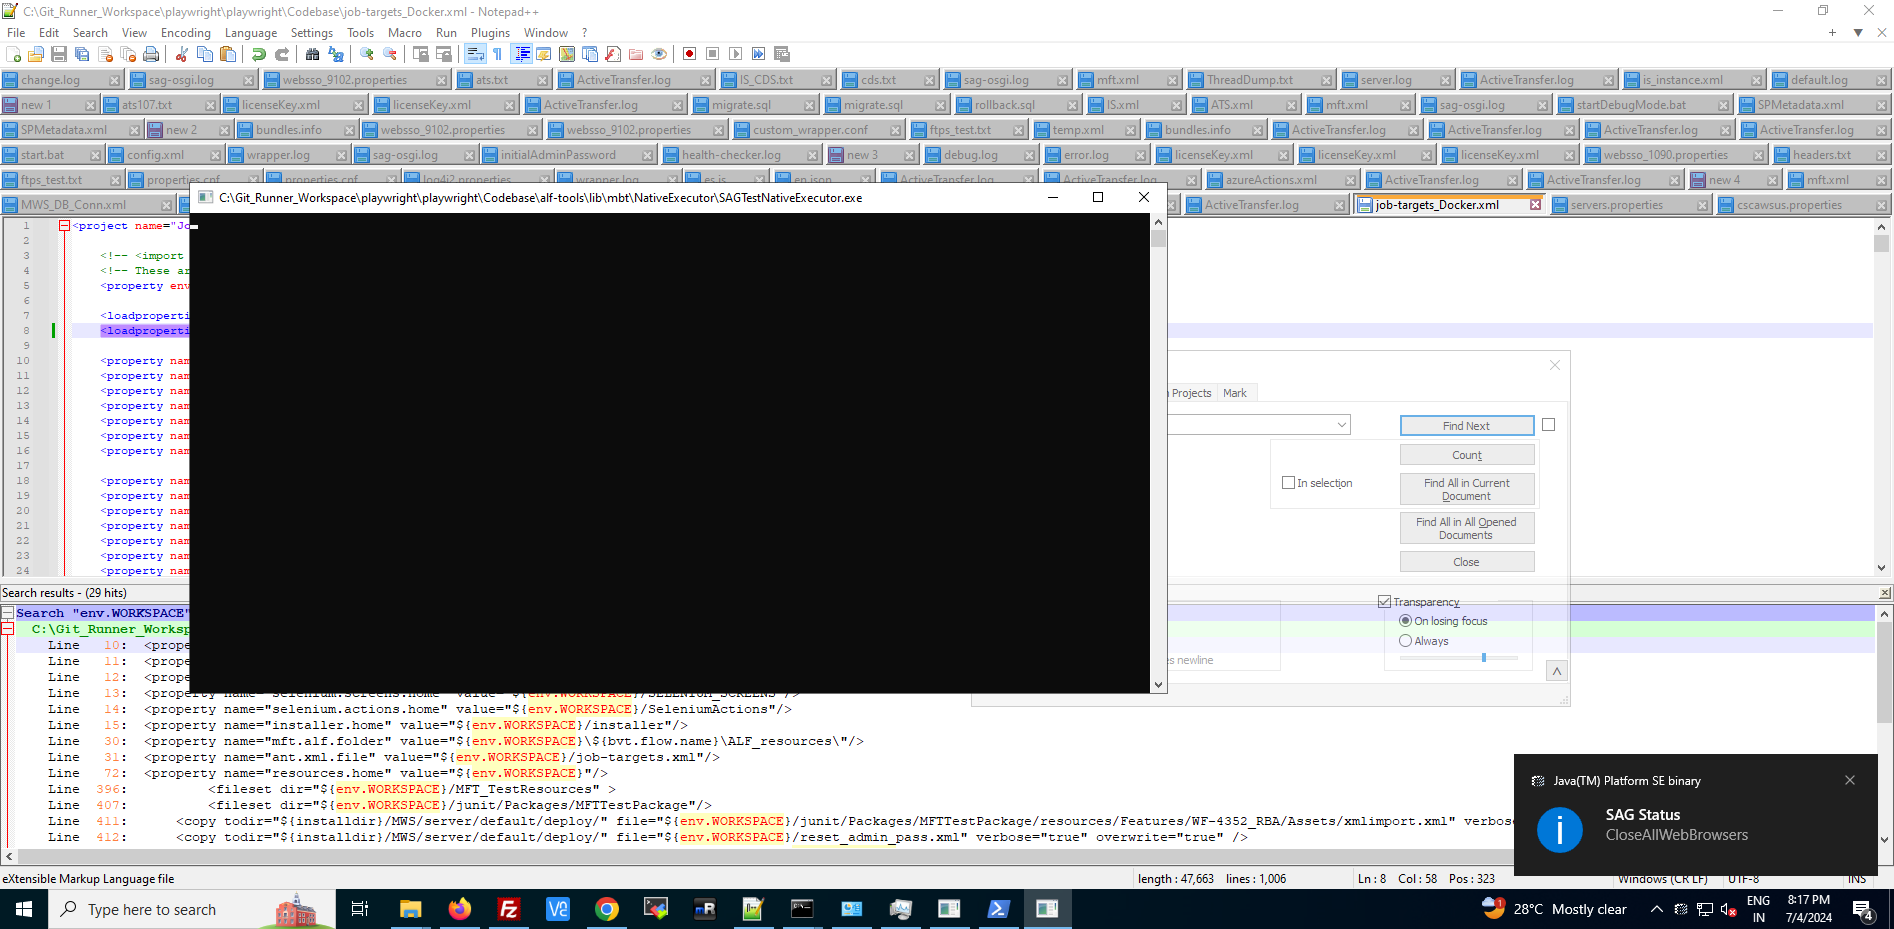 C:\Git_Runner_Workspace\playwright\playwright\Codebase\job-targets_Docker.xml - Notepad++
File Edit Search View Encoding Language Settings Tools Macro Run Plugins Window ?
change.log sag-osgi.log websso_9102.properties ats.txt ActiveTransfer.log IS_CDS.txt cds.txt sag-osgi.log mft.xml ThreadDump.txt server.log ActiveTransfer.log is_instance.xml default.log
new 1 ats107.txt licenseKey.xml licenseKey.xml ActiveTransfer.log migrate.sql migrate.sql rollback.sql IS.xml ATS.xml mft.xml sag-osgi.log startDebugMode.bat SPMetadata.xml
SPMetadata.xml new 2 bundles.info websso_9102.properties websso_9102.properties custom_wrapper.conf ftps_test.txt temp.xml bundles.info ActiveTransfer.log ActiveTransfer.log ActiveTransfer.log ActiveTransfer.log
start.bat config.xml wrapper.log sag-osgi.log initialAdminPassword health-checker.log new 3 debug.log error.log licenseKey.xml licenseKey.xml licenseKey.xml websso_1090.properties headers.txt
ftps_test.txt properties.cnf properties.cnf log4j2.properties wrapper.log es.js en.json ActiveTransfer.log ActiveTransfer.log azureActions.xml ActiveTransfer.log ActiveTransfer.log new 4 mft.xml
MWS_DB_Conn.xml ActiveTransfer.log job-targets_Docker.xml servers.properties cscawsus.properties
C:\Git_Runner_Workspace\playwright\playwright\Codebase\alf-tools\lib\mbt\NativeExecutor\SAGTestNativeExecutor.exe
1 <project name="Jo
2
3 <!-- <import
4 <!-- These ar
5 <property env
6
7 <loadproperti
8 <loadproperti
9
10 <property nam
11 <property nam
12 <property nam
13 <property nam
14 <property nam
15 <property nam
16 <property nam
17
18 <property nam
19 <property nam
20 <property nam
21 <property nam
22 <property nam
23 <property nam
24 <property nam
Projects Mark
Find Next
Count
In selection
Find All in Current Document
Find All in All Opened Documents
Close
Transparency
On losing focus
Always
newline
Search results - (29 hits)
Search "env.WORKSPACE"
C:\Git_Runner_Worksp
Line 10: <prope
Line 11: <prope
Line 12: <prope
Line 13: <property name="selenium.screens.home" value="${env.WORKSPACE}/SELENIUM_SCREENS"/>
Line 14: <property name="selenium.actions.home" value="${env.WORKSPACE}/SeleniumActions"/>
Line 15: <property name="installer.home" value="${env.WORKSPACE}/installer"/>
Line 30: <property name="mft.alf.folder" value="${env.WORKSPACE}\${bvt.flow.name}\ALF_resources\"/>
Line 31: <property name="ant.xml.file" value="${env.WORKSPACE}/job-targets.xml"/>
Line 72: <property name="resources.home" value="${env.WORKSPACE}"/>
Line 396: <fileset dir="${env.WORKSPACE}/MFT_TestResources" >
Line 407: <fileset dir="${env.WORKSPACE}/junit/Packages/MFTTestPackage"/>
Line 411: <copy todir="${installdir}/MWS/server/default/deploy/" file="${env.WORKSPACE}/junit/Packages/MFTTestPackage/resources/Features/WF-4352_RBA/Assets/xmlimport.xml" verbos
Line 412: <copy todir="${installdir}/MWS/server/default/deploy/" file="${env.WORKSPACE}/reset_admin_pass.xml" verbose="true" overwrite="true" />
Java(TM) Platform SE binary
SAG Status
CloseAllWebBrowsers
eXtensible Markup Language file length : 47,663 lines : 1,006 Ln : 8 Col : 58 Pos : 323 Windows (CR LF) UTF-8 INS
Type here to search
28°C Mostly clear
ENG
IN
8:17 PM
7/4/2024
4